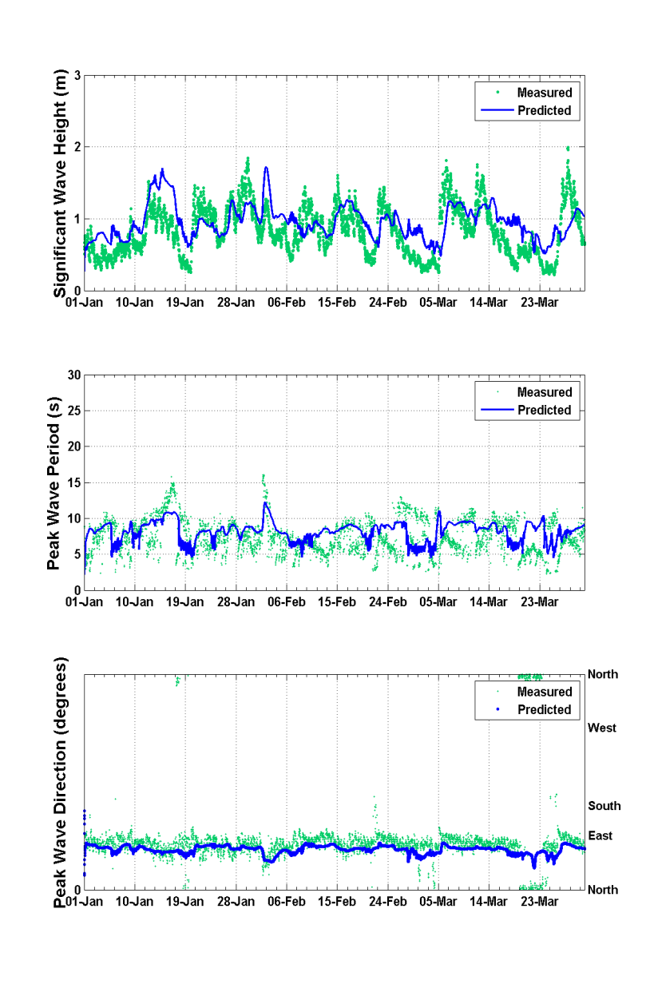 Significant Wave Height (m)
3
2
1
0
Measured
Predicted
01-Jan 10-Jan 19-Jan 28-Jan 06-Feb 15-Feb 24-Feb 05-Mar 14-Mar 23-Mar
Peak Wave Period (s)
30
25
20
15
10
5
0
Measured
Predicted
01-Jan 10-Jan 19-Jan 28-Jan 06-Feb 15-Feb 24-Feb 05-Mar 14-Mar 23-Mar
Peak Wave Direction (degrees)
North
Measured
Predicted
West
South
East
0 North
01-Jan 10-Jan 19-Jan 28-Jan 06-Feb 15-Feb 24-Feb 05-Mar 14-Mar 23-Mar